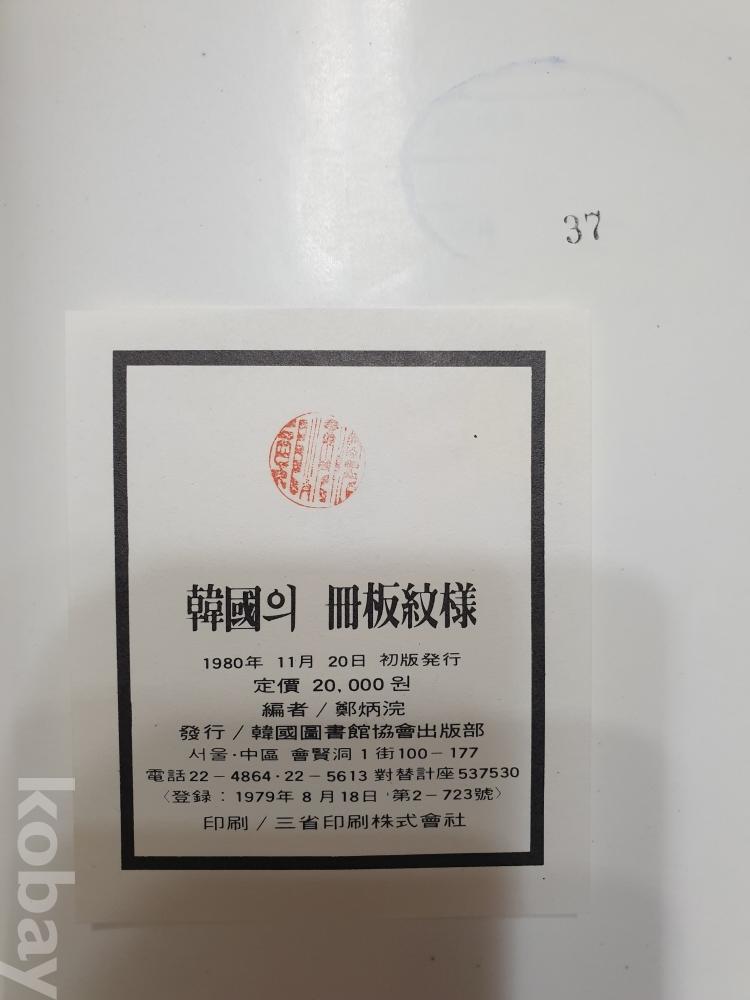 37
韓國의 冊板紋樣
1980年 11月 20日 初版発行
定價 20,000원
編者 / 鄭炳浣
發行 / 韓國圖書館協會出版部
서울·中區 會賢洞 1 街100－177
電話 22－4864·22－5613 對替計座 537530
〈登録 : 1979年 8月 18日 第2－723號〉
印刷 / 三省印刷株式會社
kobay